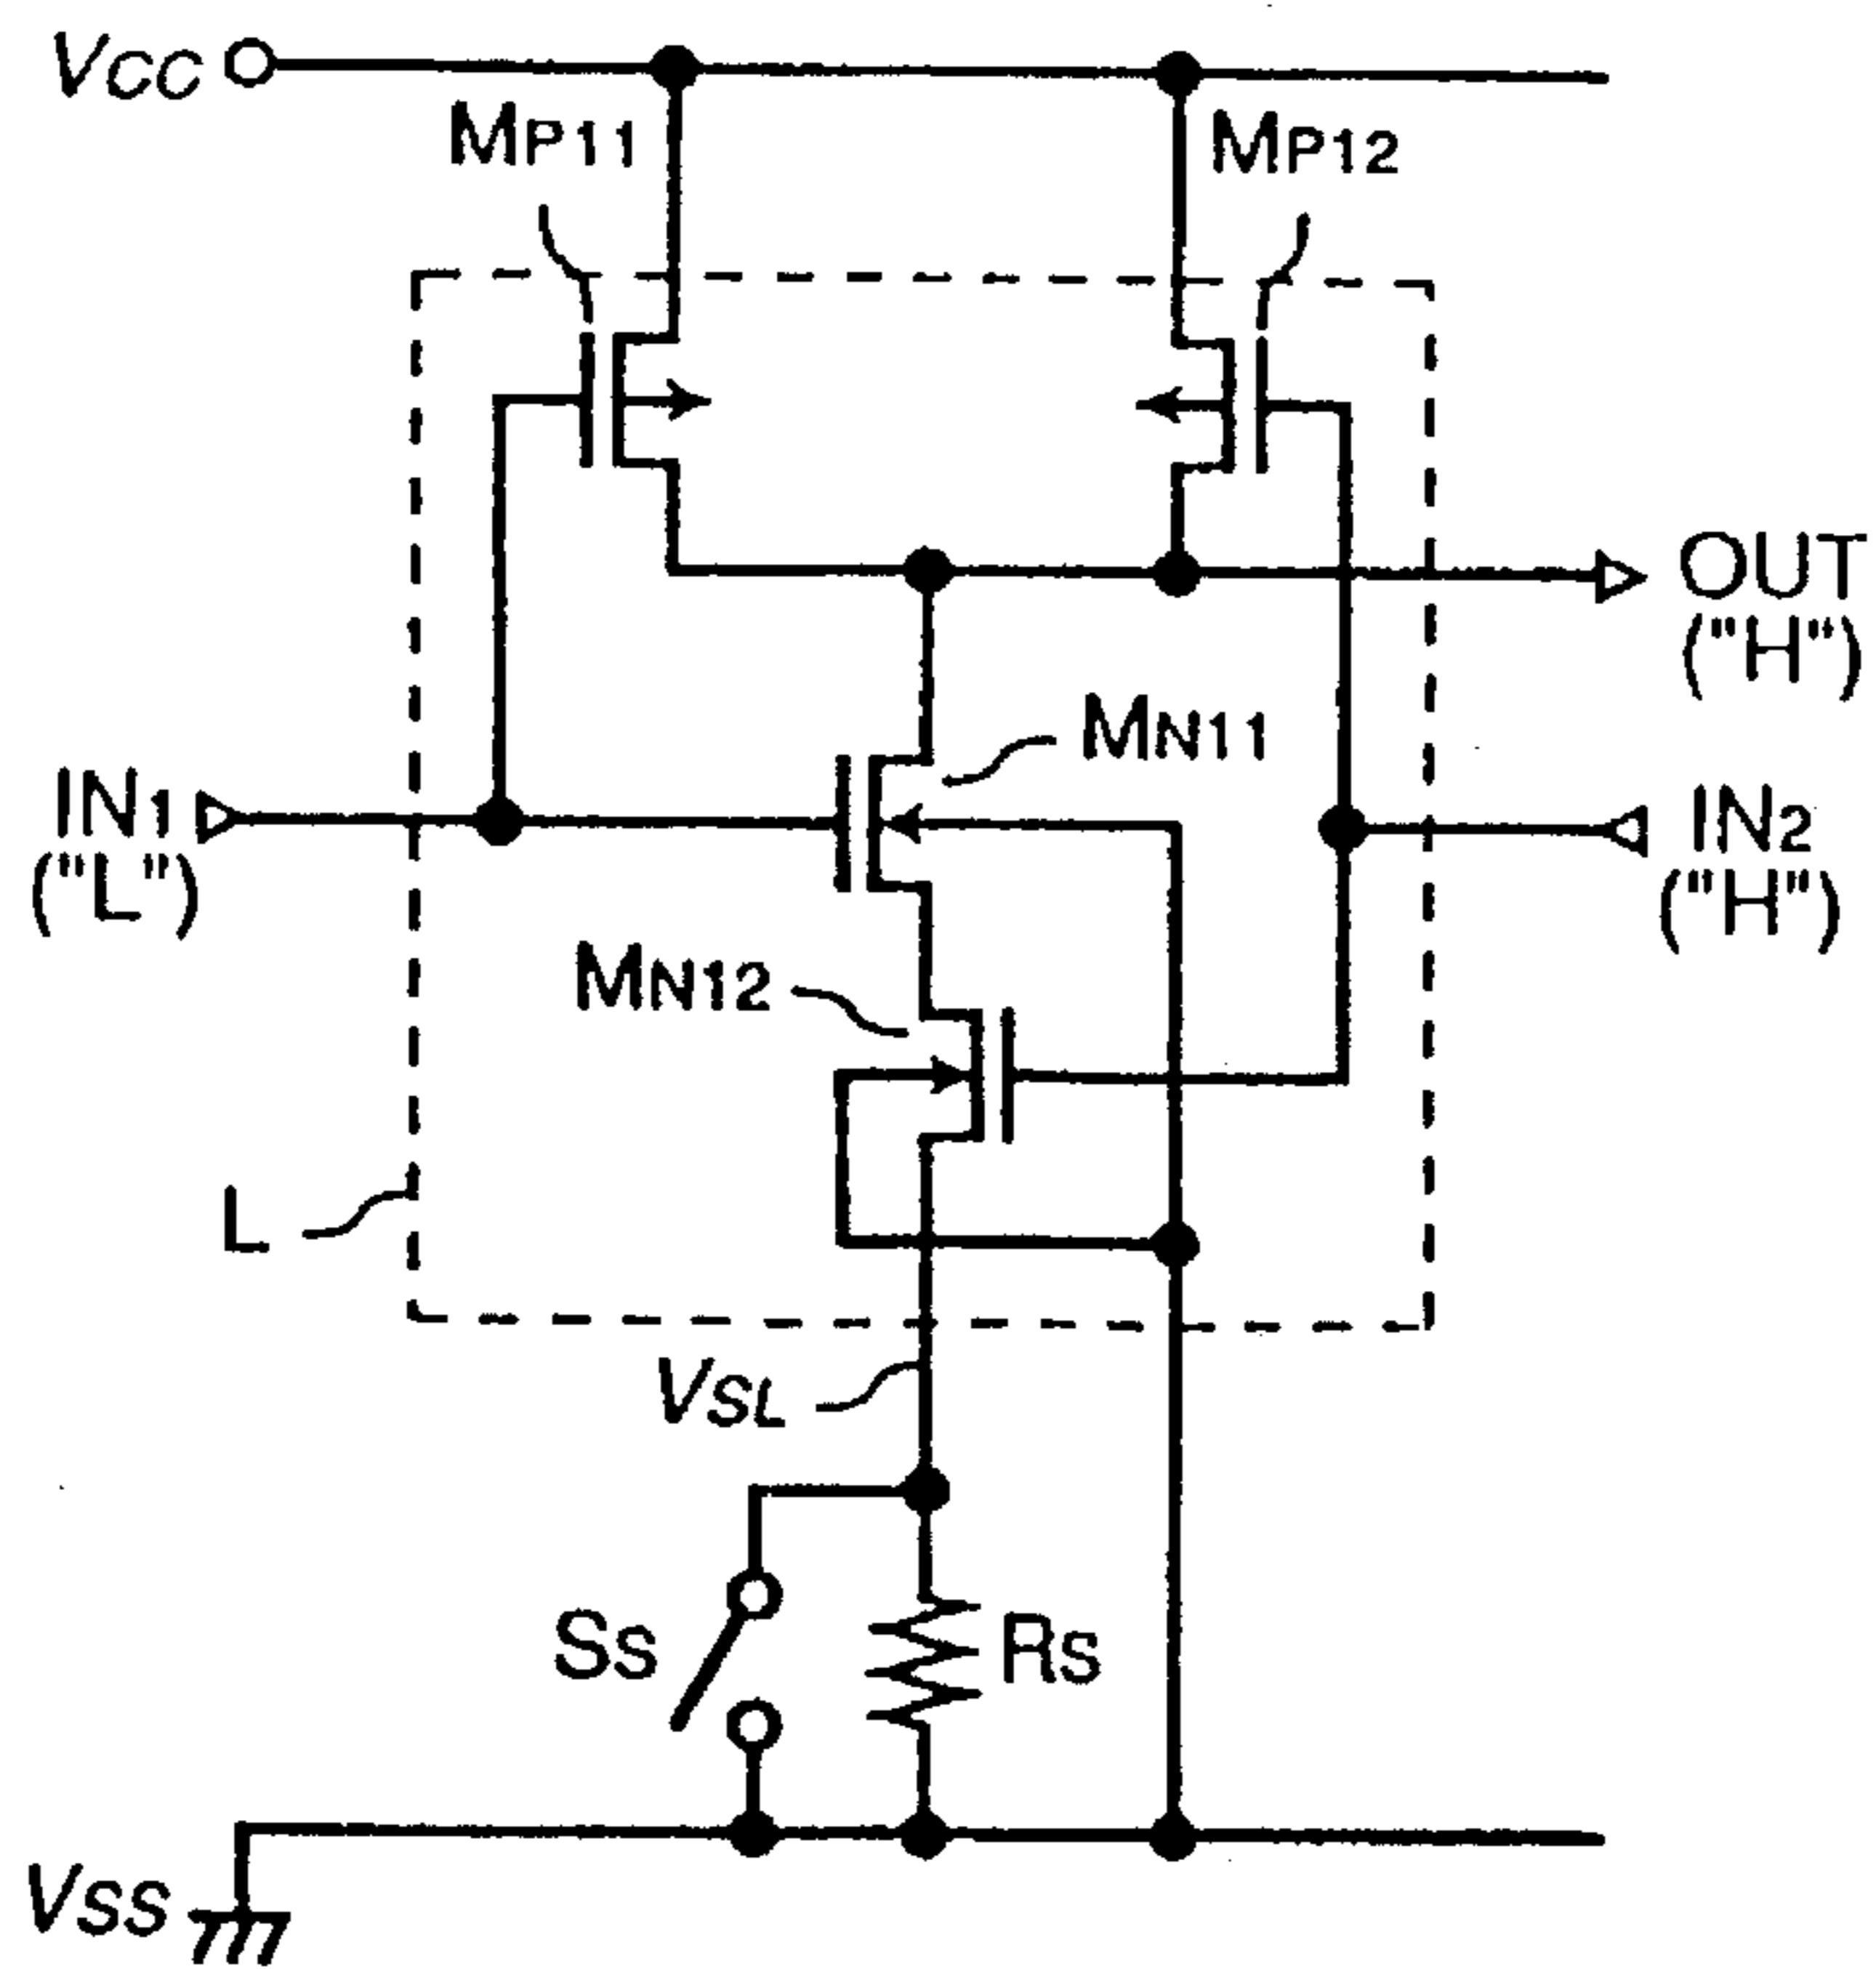 VCC
MP11
MP12
OUT
("H")
MN11
IN1
("L")
IN2
("H")
MN12
L
VSL
SS
RS
VSS